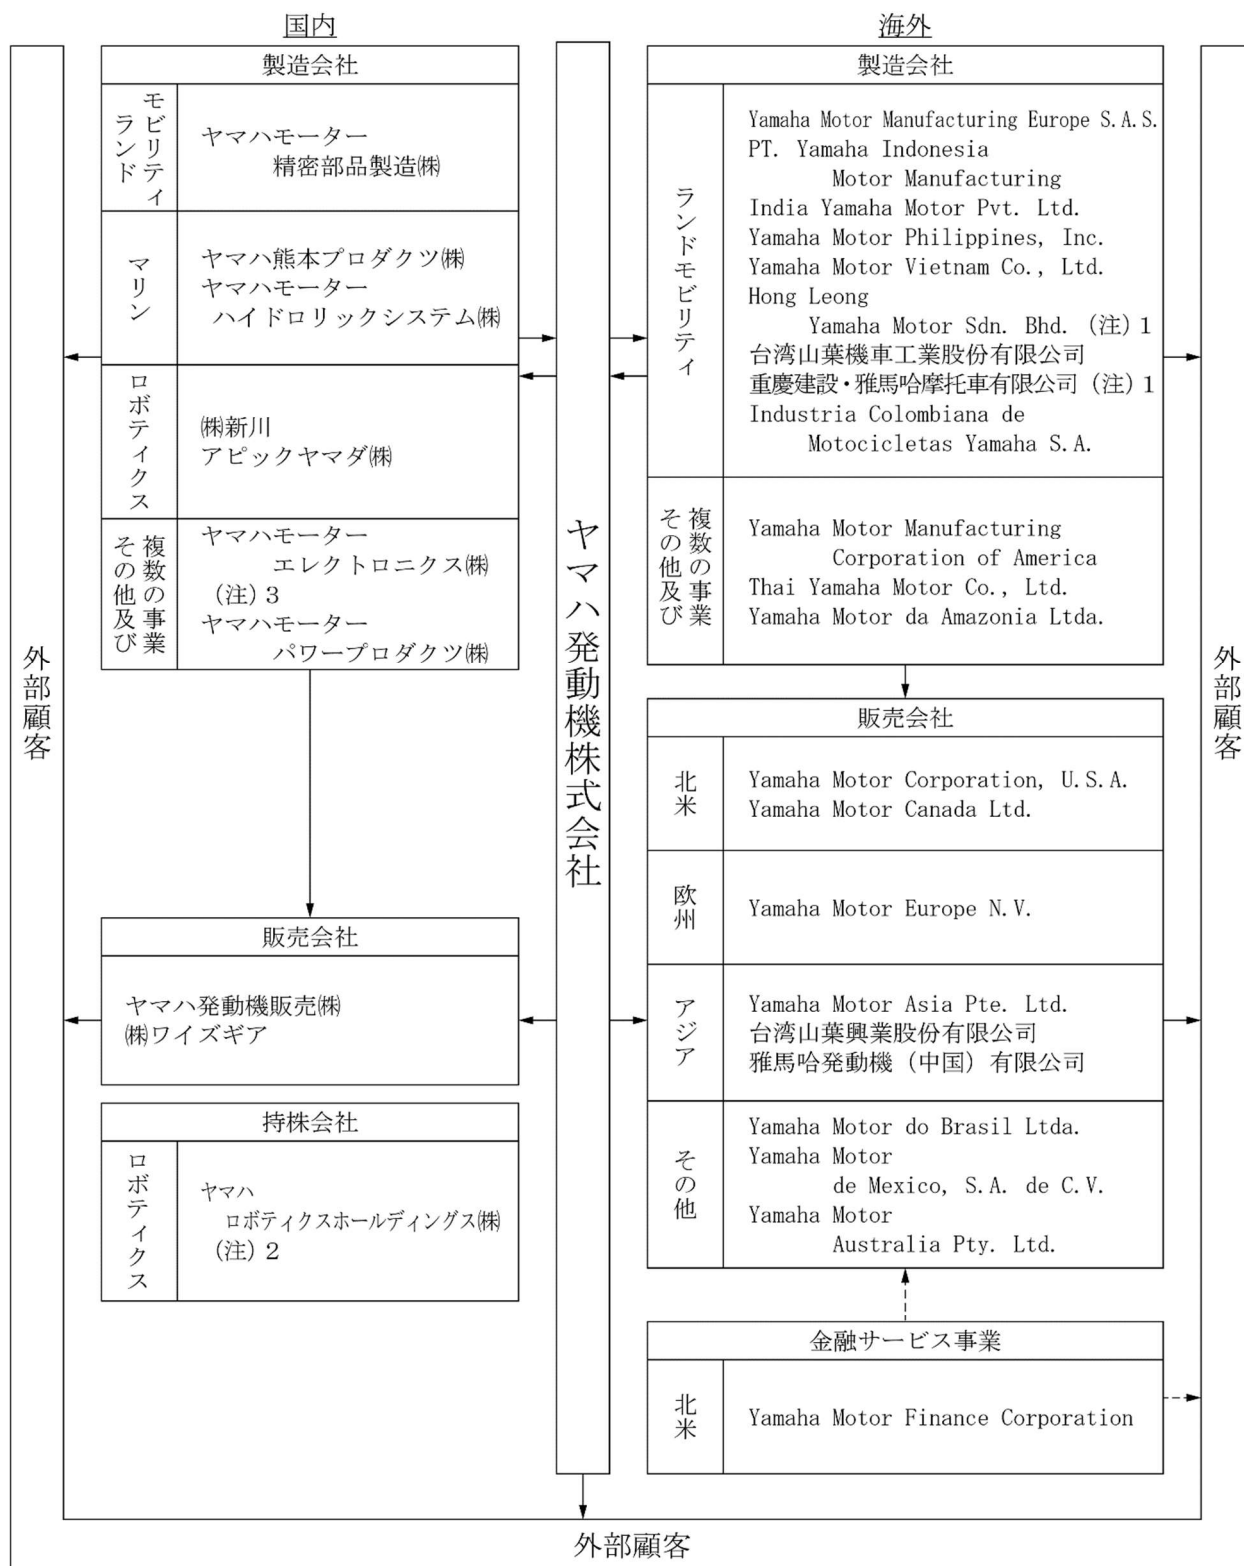 国内
海外
外部顧客
製造会社
ランド
モビリティ
ヤマハモーター
精密部品製造㈱
マリン
ヤマハ熊本プロダクツ㈱
ヤマハモーター
ハイドロリックシステム㈱
ロボティクス
㈱新川
アピックヤマダ㈱
その他及び
複数の事業
ヤマハモーター
エレクトロニクス㈱
(注) 3
ヤマハモーター
パワープロダクツ㈱
販売会社
ヤマハ発動機販売㈱
㈱ワイズギア
持株会社
ロボティクス
ヤマハ
ロボティクスホールディングス㈱
(注) 2
ヤマハ発動機株式会社
製造会社
ランドモビリティ
Yamaha Motor Manufacturing Europe S.A.S.
PT. Yamaha Indonesia
Motor Manufacturing
India Yamaha Motor Pvt. Ltd.
Yamaha Motor Philippines, Inc.
Yamaha Motor Vietnam Co., Ltd.
Hong Leong
Yamaha Motor Sdn. Bhd. (注) 1
台湾山葉機車工業股份有限公司
重慶建設・雅馬哈摩托車有限公司 (注) 1
Industria Colombiana de
Motocicletas Yamaha S.A.
その他及び
複数の事業
Yamaha Motor Manufacturing
Corporation of America
Thai Yamaha Motor Co., Ltd.
Yamaha Motor da Amazonia Ltda.
販売会社
北米
Yamaha Motor Corporation, U.S.A.
Yamaha Motor Canada Ltd.
欧州
Yamaha Motor Europe N.V.
アジア
Yamaha Motor Asia Pte. Ltd.
台湾山葉興業股份有限公司
雅馬哈発動機（中国）有限公司
その他
Yamaha Motor do Brasil Ltda.
Yamaha Motor
de Mexico, S.A. de C.V.
Yamaha Motor
Australia Pty. Ltd.
金融サービス事業
北米
Yamaha Motor Finance Corporation
外部顧客
外部顧客